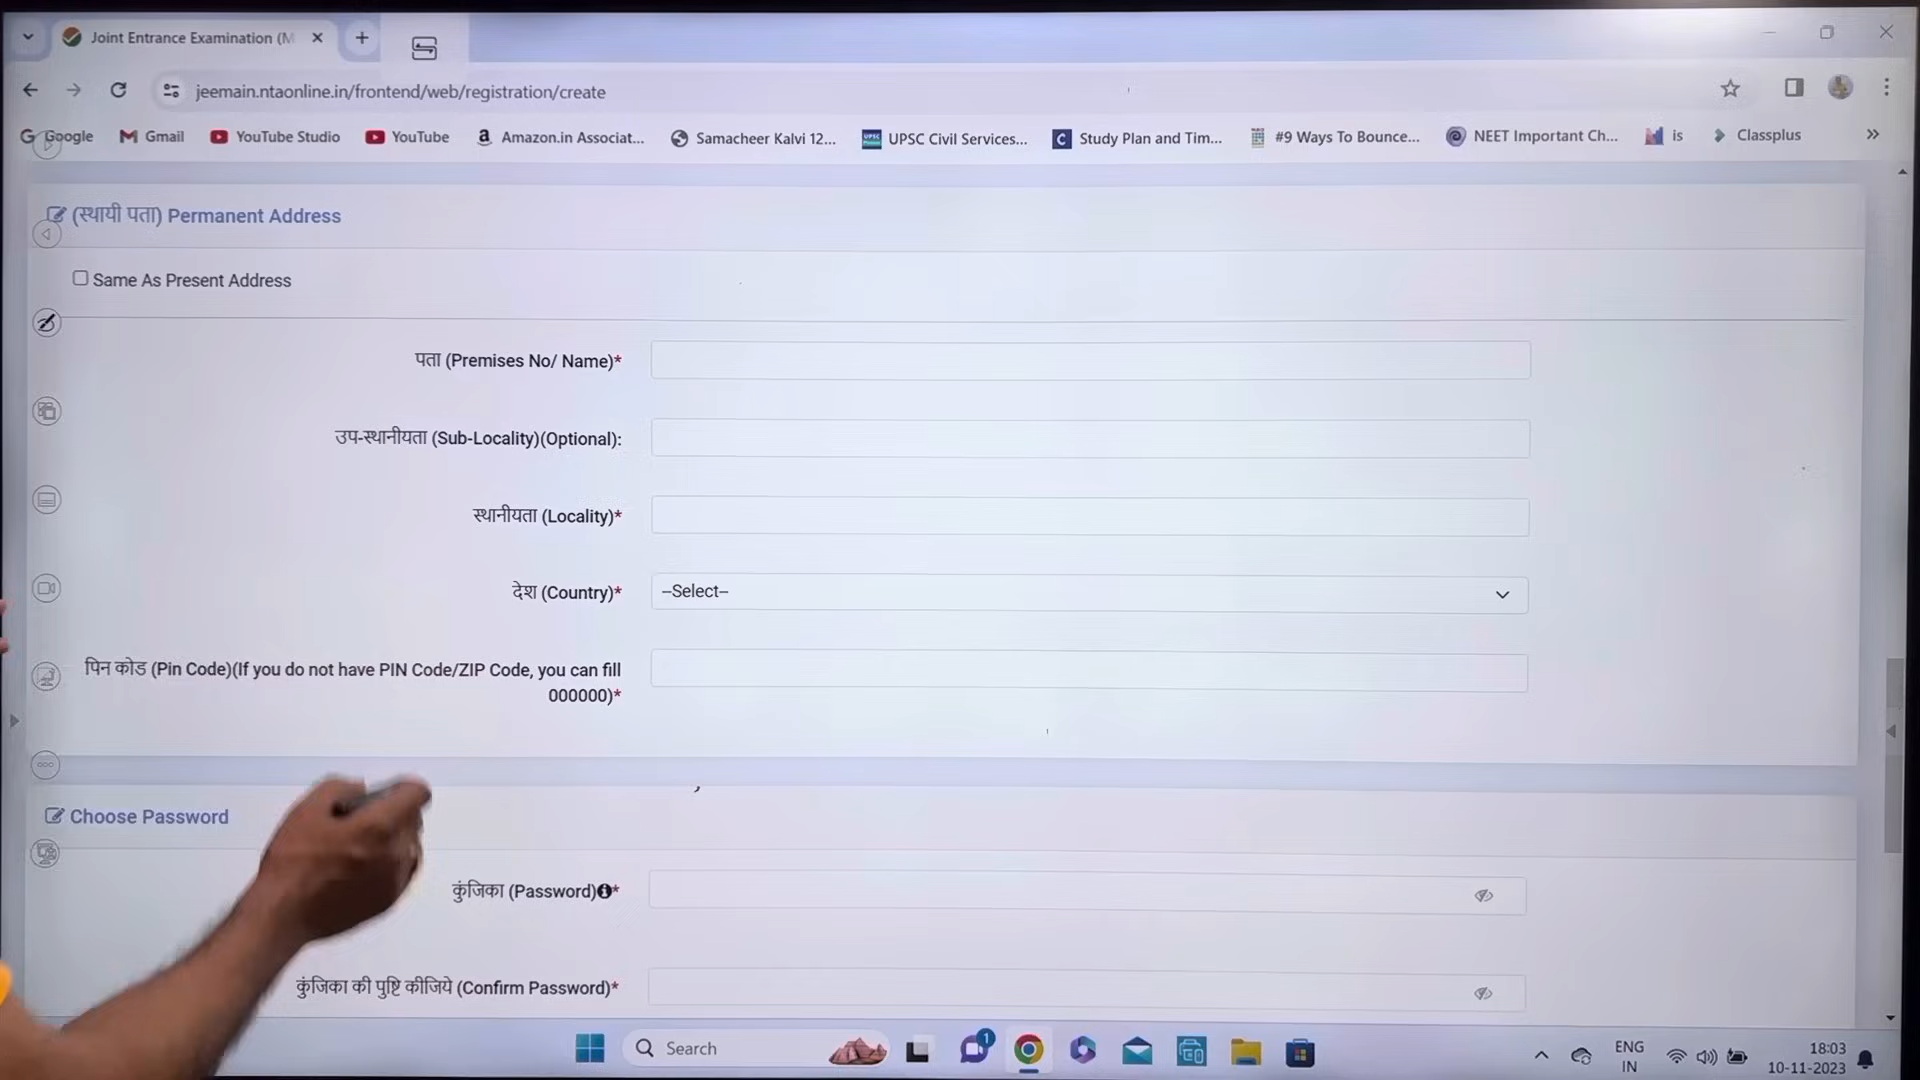 Joint Entrance Examination (M
jeemain.ntaonline.in/frontend/web/registration/create
Google Gmail YouTube Studio YouTube Amazon.in Associat... Samacheer Kalvi 12... UPSC Civil Services... Study Plan and Tim... #9 Ways To Bounce... NEET Important Ch... is Classplus »
(स्थायी पता) Permanent Address
Same As Present Address
पता (Premises No/ Name)*
उप-स्थानीयता (Sub-Locality)(Optional):
स्थानीयता (Locality)*
देश (Country)* --Select--
पिन कोड (Pin Code)(If you do not have PIN Code/ZIP Code, you can fill
000000)*
Choose Password
कुंजिका (Password)*
कुंजिका की पुष्टि कीजिये (Confirm Password)*
Search
1
ENG
IN
18:03
10-11-2023